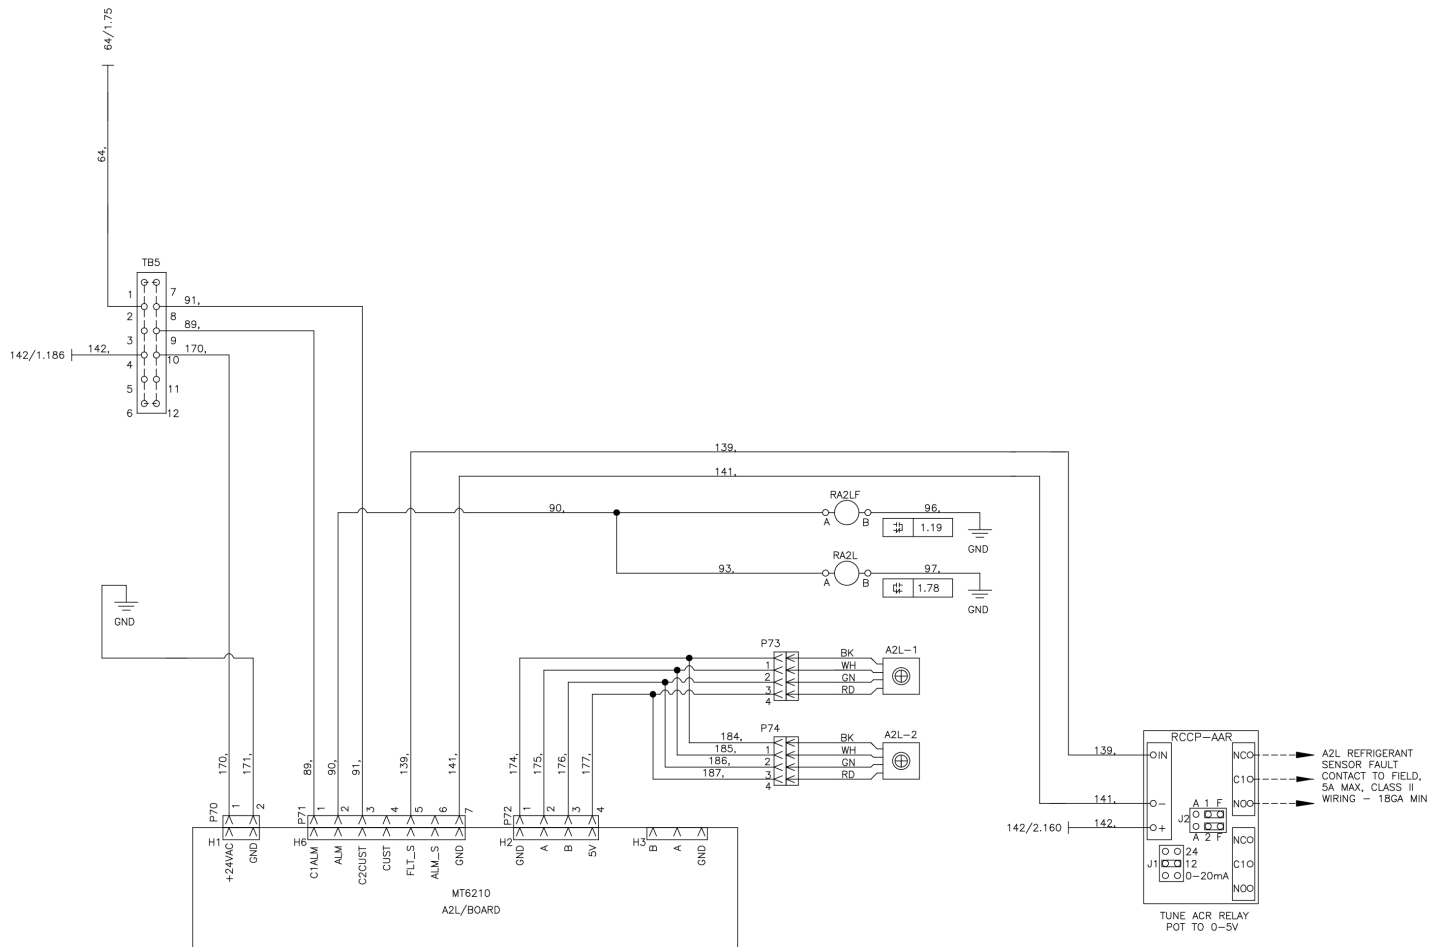 64/1.75
64,
TB5
1
7
91,
2
8
89,
3
9
142/1.186
142,
170,
4
10
5
11
6
12
139,
141,
RA2LF
90,
A
B
96,
1.19
GND
RA2L
93,
A
B
97,
1.78
GND
GND
P73
BK
A2L-1
1
WH
2
GN
3
RD
4
P74
184,
BK
A2L-2
185,
1
WH
186,
2
GN
187,
3
RD
4
170,
171,
89,
90,
91,
139,
141,
174,
175,
176,
177,
P70
1
2
P71
1
2
3
4
5
6
7
P72
1
2
3
4
H1
H6
H2
H3
+24VAC
GND
C1ALM
ALM
C2CUST
CUST
FLT_S
ALM_S
GND
GND
A
B
5V
B
A
GND
MT6210
A2L/BOARD
RCCP-AAR
139,
IN
NC
C1
NO
141,
-
142/2.160
142,
+
A 1 F
J2
A 2 F
NC
C1
NO
24
J1
12
0-20mA
A2L REFRIGERANT
SENSOR FAULT
CONTACT TO FIELD,
5A MAX, CLASS II
WIRING - 18GA MIN
TUNE ACR RELAY
POT TO 0-5V